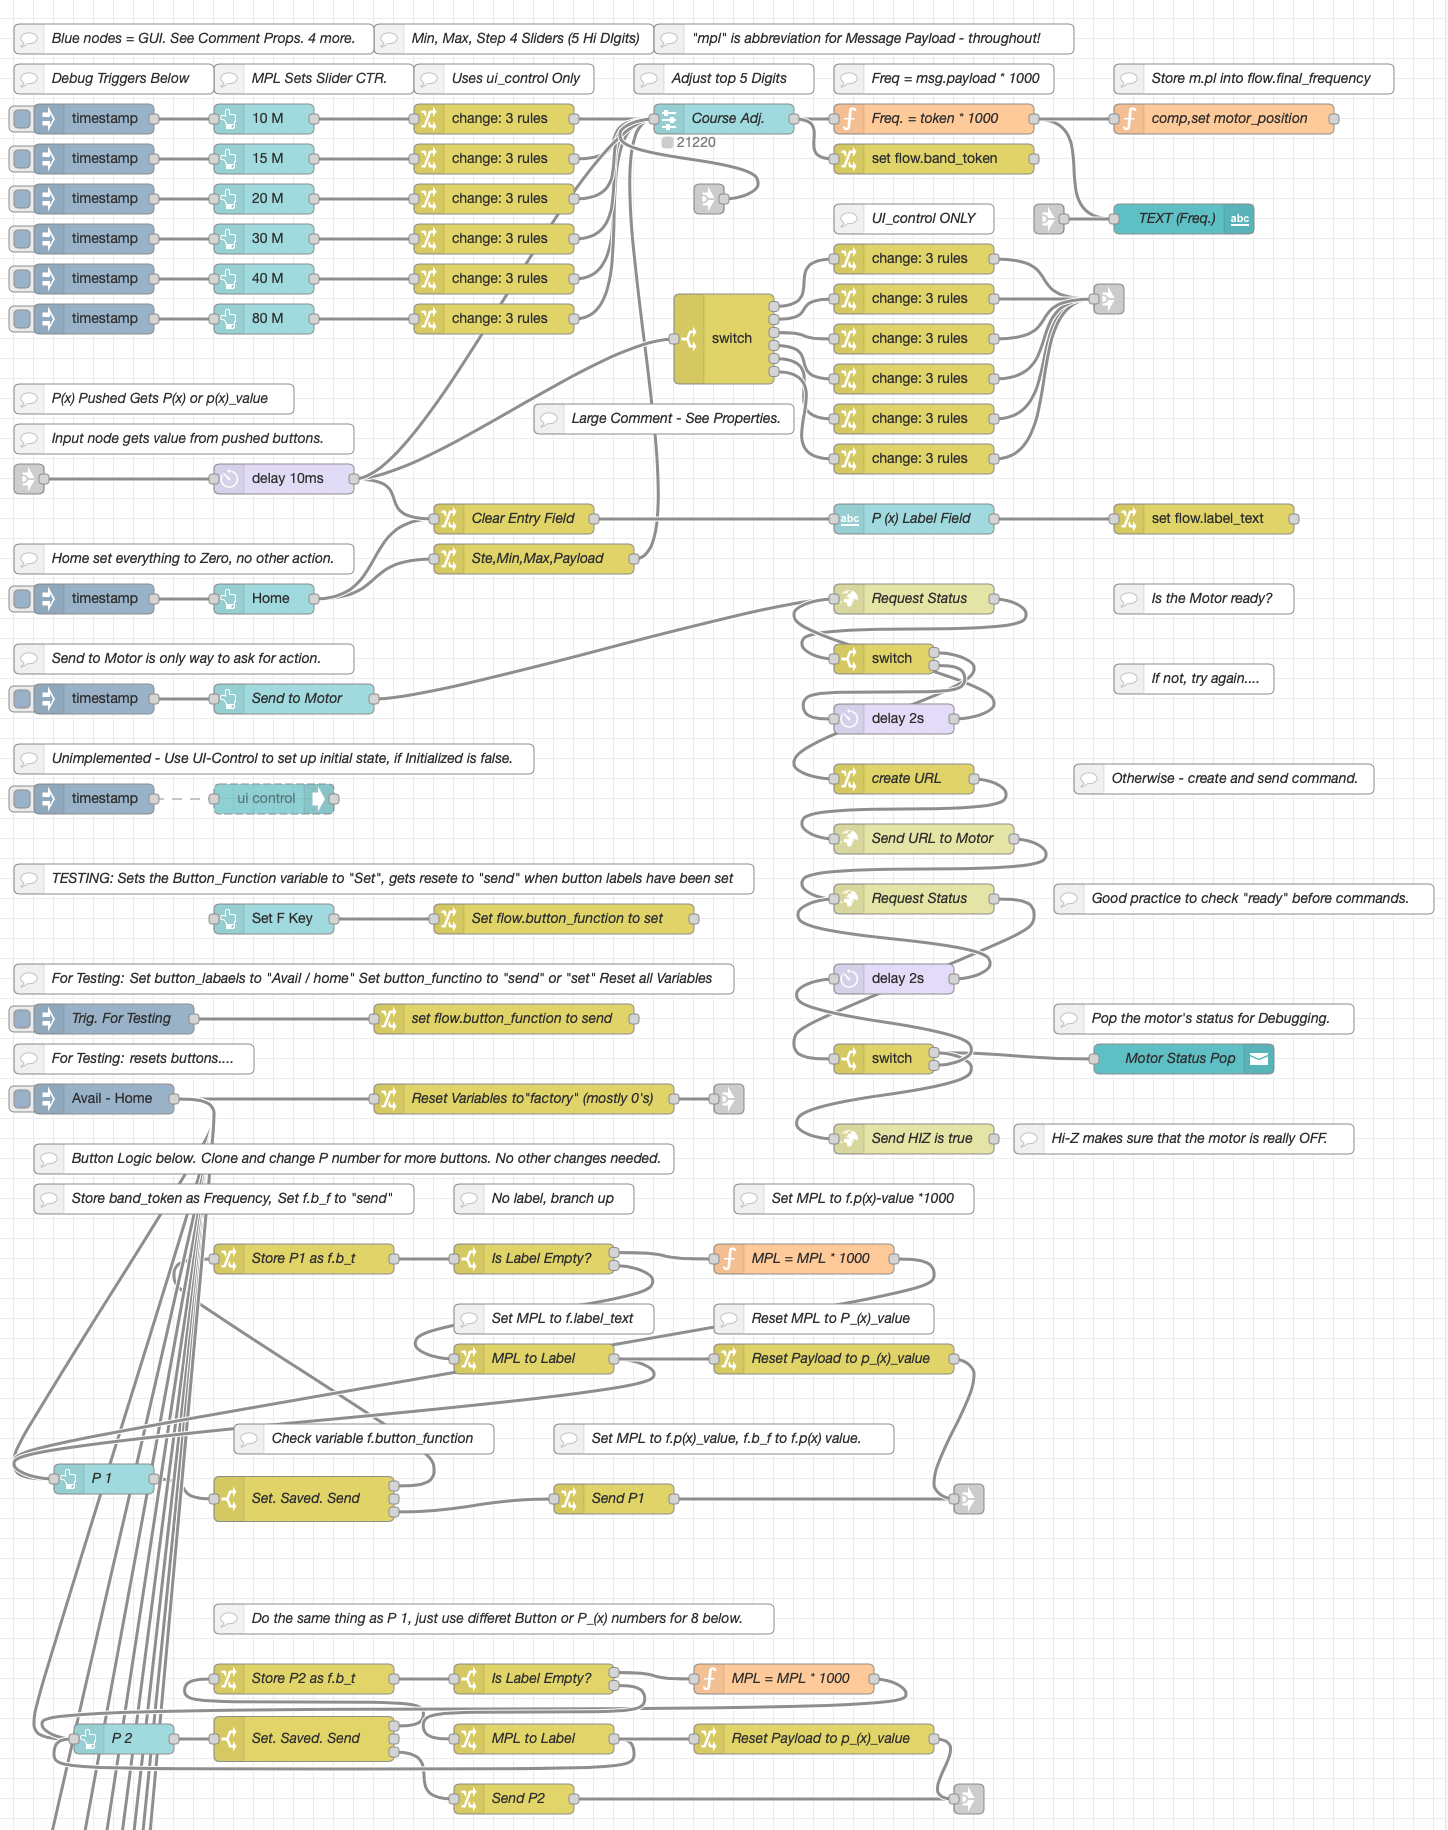 Blue nodes = GUI. See Comment Props. 4 more.
Min, Max, Step 4 Sliders (5 Hi DIgits)
"mpl" is abbreviation for Message Payload - throughout!
Debug Triggers Below
MPL Sets Slider CTR.
Uses ui_control Only
Adjust top 5 Digits
Freq = msg.payload * 1000
Store m.pl into flow.final_frequency
timestamp
10 M
change: 3 rules
Course Adj.
Freq. = token * 1000
comp,set motor_position
21220
timestamp
15 M
change: 3 rules
set flow.band_token
timestamp
20 M
change: 3 rules
UI_control ONLY
TEXT (Freq.)
abc
timestamp
30 M
change: 3 rules
change: 3 rules
timestamp
40 M
change: 3 rules
change: 3 rules
timestamp
80 M
change: 3 rules
switch
change: 3 rules
change: 3 rules
P(x) Pushed Gets P(x) or p(x)_value
Large Comment - See Properties.
change: 3 rules
Input node gets value from pushed buttons.
change: 3 rules
delay 10ms
Clear Entry Field
abc
P (x) Label Field
set flow.label_text
Home set everything to Zero, no other action.
Ste,Min,Max,Payload
timestamp
Home
Request Status
Is the Motor ready?
Send to Motor is only way to ask for action.
switch
If not, try again....
timestamp
Send to Motor
delay 2s
Unimplemented - Use UI-Control to set up initial state, if Initialized is false.
create URL
Otherwise - create and send command.
timestamp
ui control
Send URL to Motor
TESTING: Sets the Button_Function variable to "Set", gets resete to "send" when button labels have been set
Request Status
Good practice to check "ready" before commands.
Set F Key
Set flow.button_function to set
For Testing: Set button_labaels to "Avail / home" Set button_functino to "send" or "set" Reset all Variables
delay 2s
Trig. For Testing
set flow.button_function to send
Pop the motor's status for Debugging.
For Testing: resets buttons....
switch
Motor Status Pop
Avail - Home
Reset Variables to"factory" (mostly 0's)
Send HIZ is true
Hi-Z makes sure that the motor is really OFF.
Button Logic below. Clone and change P number for more buttons. No other changes needed.
Store band_token as Frequency, Set f.b_f to "send"
No label, branch up
Set MPL to f.p(x)-value *1000
Store P1 as f.b_t
Is Label Empty?
MPL = MPL * 1000
Set MPL to f.label_text
Reset MPL to P_(x)_value
MPL to Label
Reset Payload to p_(x)_value
Check variable f.button_function
Set MPL to f.p(x)_value, f.b_f to f.p(x) value.
P 1
Set. Saved. Send
Send P1
Do the same thing as P 1, just use differet Button or P_(x) numbers for 8 below.
Store P2 as f.b_t
Is Label Empty?
MPL = MPL * 1000
P 2
Set. Saved. Send
MPL to Label
Reset Payload to p_(x)_value
Send P2